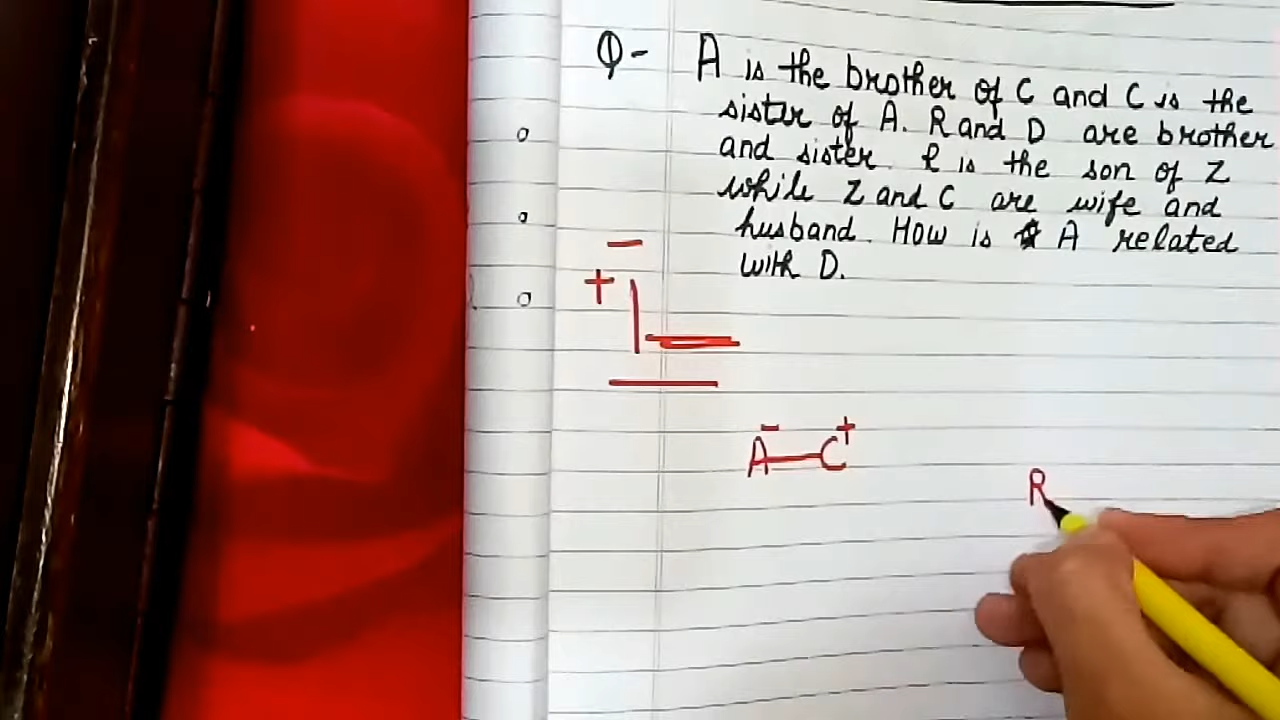 Q- A is the brother of C and C is the
sister of A. R and D are brother
and sister. R is the son of Z
while Z and C are wife and
husband. How is A related
with D.
-
+
A - — C +
R